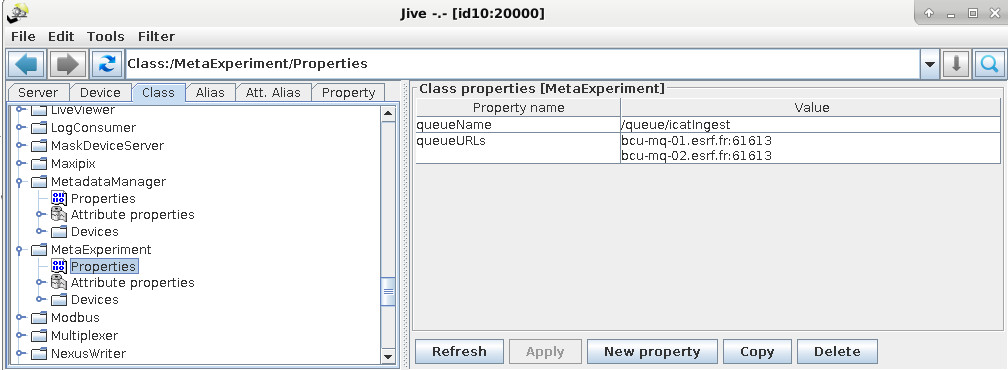 Jive -.- [id10:20000]
File Edit Tools Filter
Class:/MetaExperiment/Properties
Server Device Class Alias Att. Alias Property
LiveViewer
LogConsumer
MaskDeviceServer
Maxipix
MetadataManager
Properties
Attribute properties
Devices
MetaExperiment
Properties
Attribute properties
Devices
Modbus
Multiplexer
NexusWriter
Class properties [MetaExperiment]
Property name Value
queueName /queue/icatIngest
queueURLs bcu-mq-01.esrf.fr:61613
bcu-mq-02.esrf.fr:61613
Refresh Apply New property Copy Delete